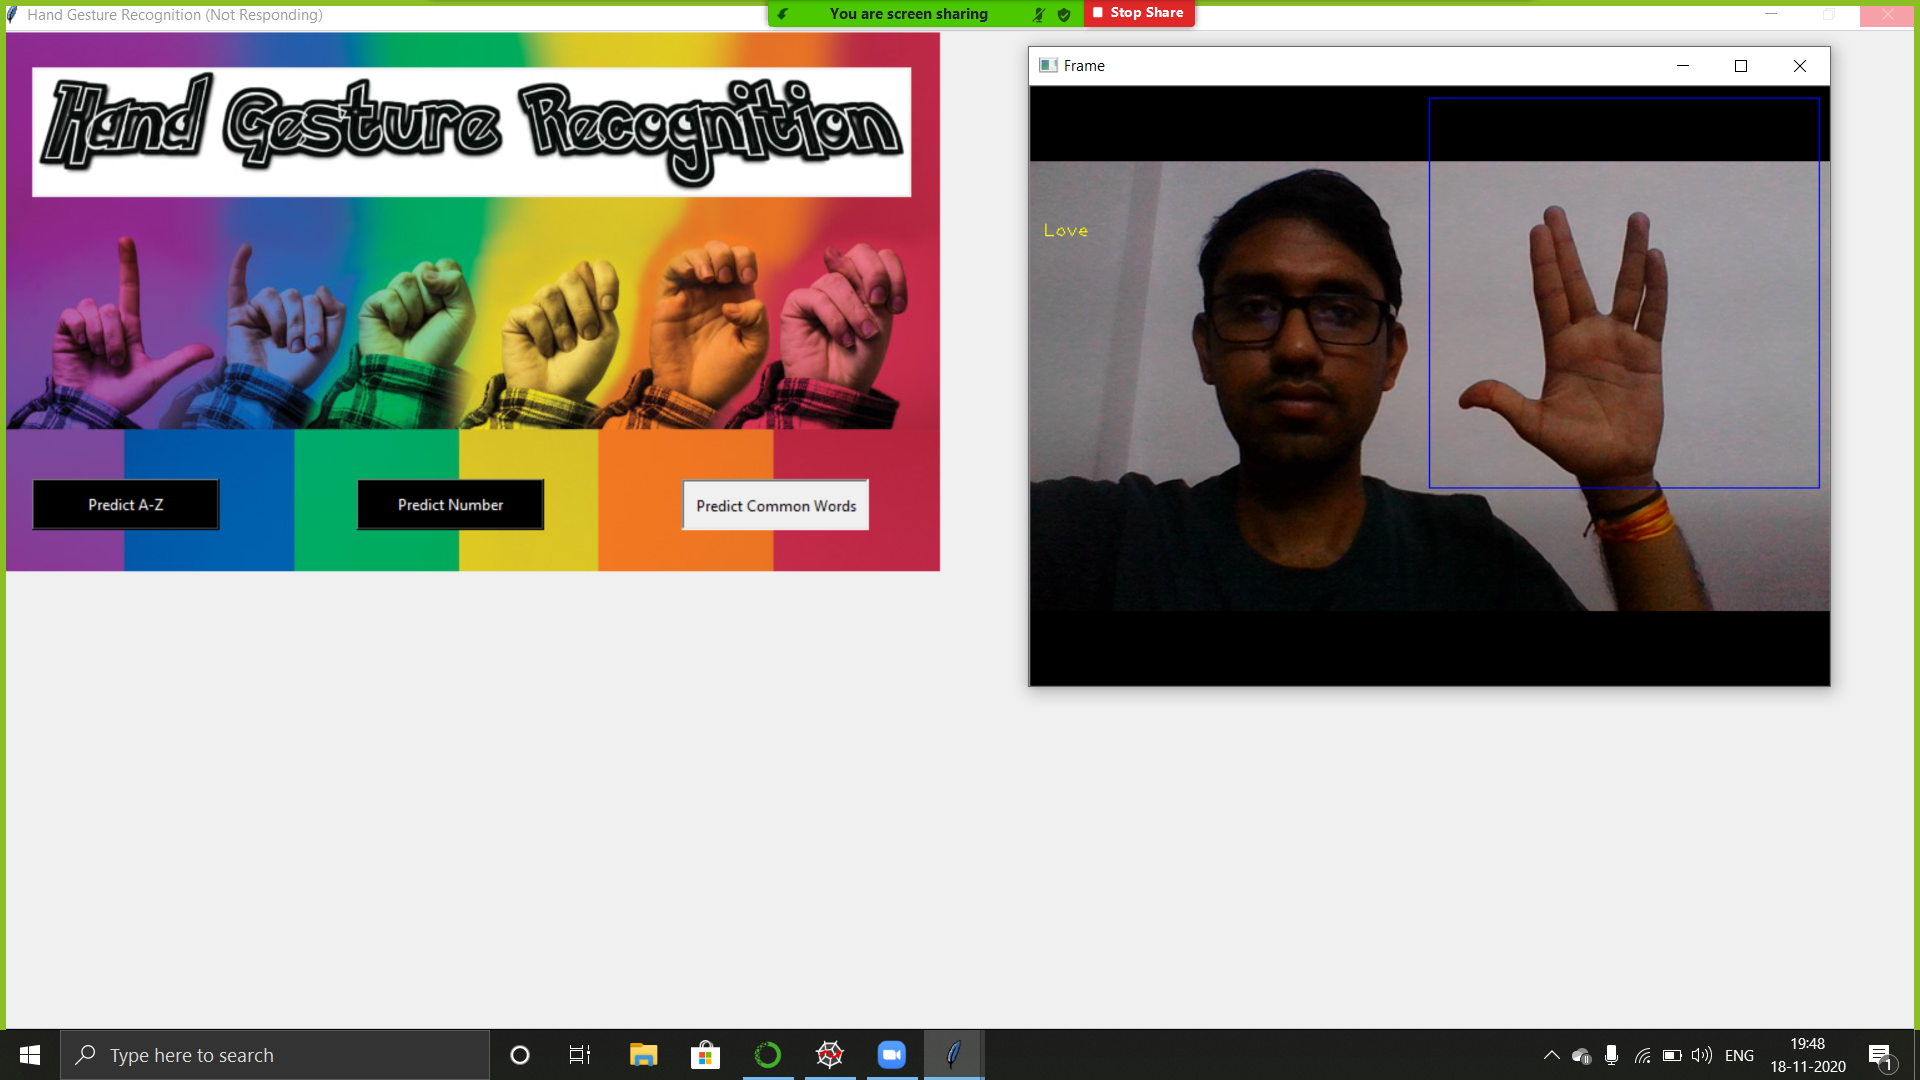 Hand Gesture Recognition (Not Responding)
You are screen sharing
Stop Share
Hand Gesture Recognition
Predict A-Z
Predict Number
Predict Common Words
Frame
Love
Type here to search
ENG
19:48
18-11-2020
1